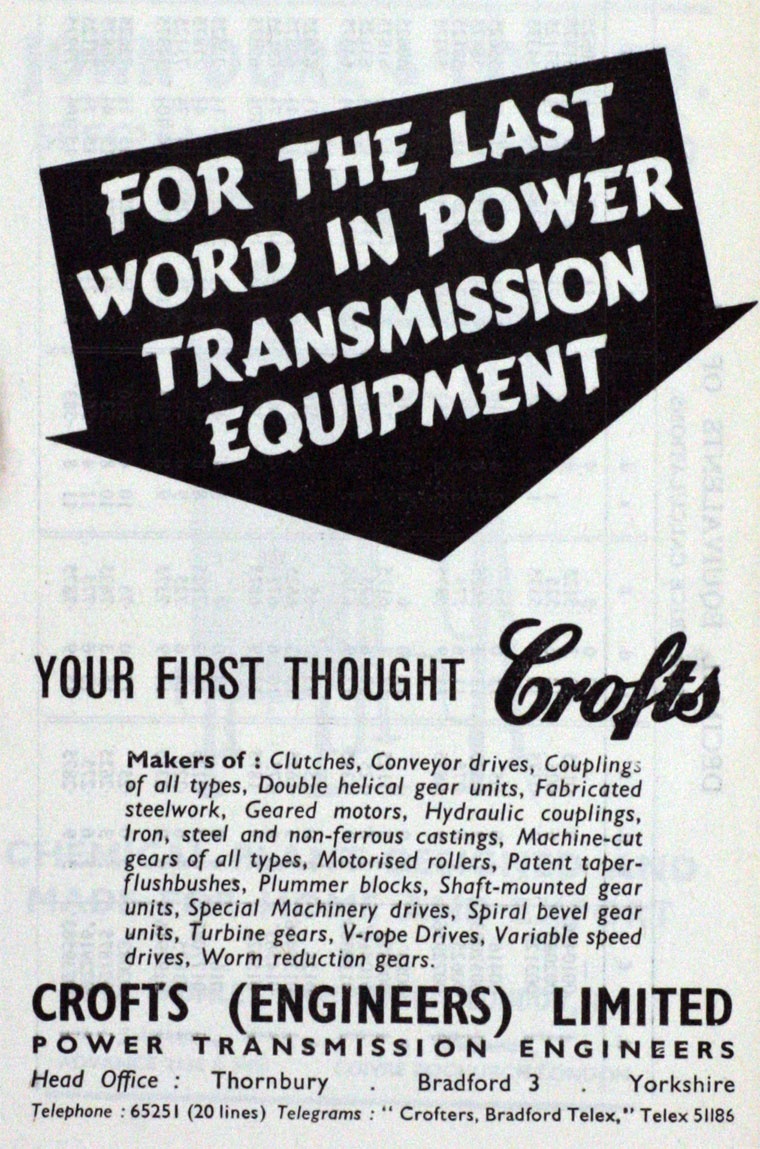 FOR THE LAST
WORD IN POWER
TRANSMISSION
EQUIPMENT
YOUR FIRST THOUGHT Crofts
Makers of : Clutches, Conveyor drives, Couplings
of all types, Double helical gear units, Fabricated
steelwork, Geared motors, Hydraulic couplings,
Iron, steel and non-ferrous castings, Machine-cut
gears of all types, Motorised rollers, Patent taper-
flushbushes, Plummer blocks, Shaft-mounted gear
units, Special Machinery drives, Spiral bevel gear
units, Turbine gears, V-rope Drives, Variable speed
drives, Worm reduction gears.
CROFTS (ENGINEERS) LIMITED
POWER TRANSMISSION ENGINEERS
Head Office : Thornbury . Bradford 3 . Yorkshire
Telephone : 65251 (20 lines) Telegrams : "Crofters, Bradford Telex," Telex 51186